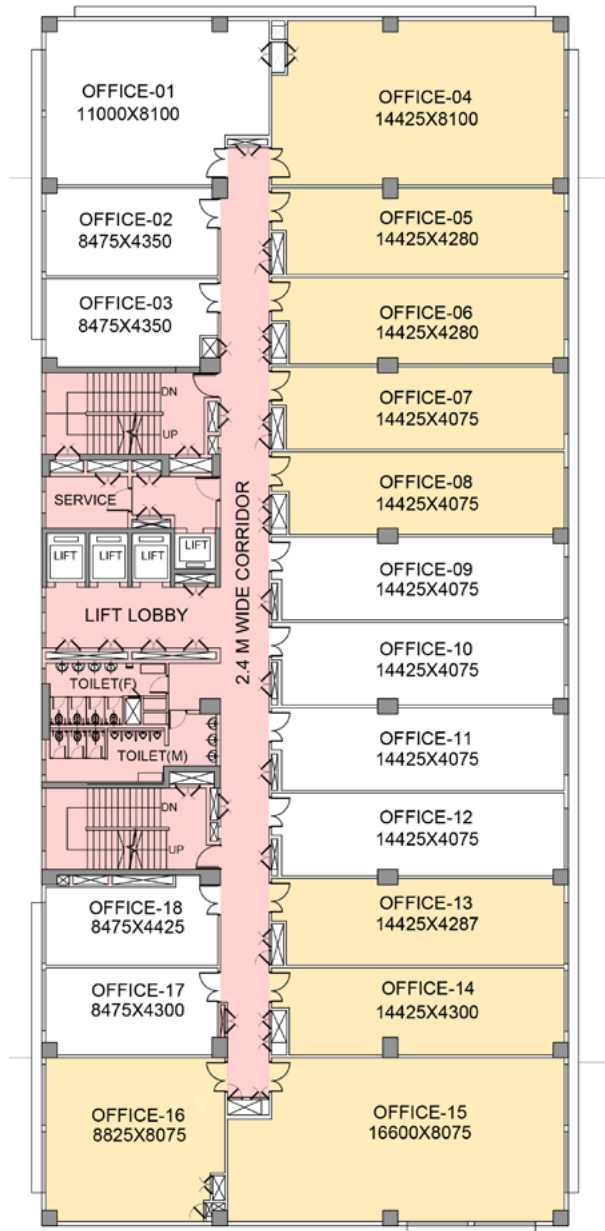 OFFICE-01
11000X8100
OFFICE-04
14425X8100
OFFICE-02
8475X4350
OFFICE-05
14425X4280
OFFICE-03
8475X4350
OFFICE-06
14425X4280
DN
UP
OFFICE-07
14425X4075
SERVICE
OFFICE-08
14425X4075
LIFT
LIFT
LIFT
LIFT
2.4 M WIDE CORRIDOR
OFFICE-09
14425X4075
LIFT LOBBY
OFFICE-10
14425X4075
TOILET(F)
TOILET(M)
OFFICE-11
14425X4075
DN
UP
OFFICE-12
14425X4075
OFFICE-18
8475X4425
OFFICE-13
14425X4287
OFFICE-17
8475X4300
OFFICE-14
14425X4300
OFFICE-16
8825X8075
OFFICE-15
16600X8075